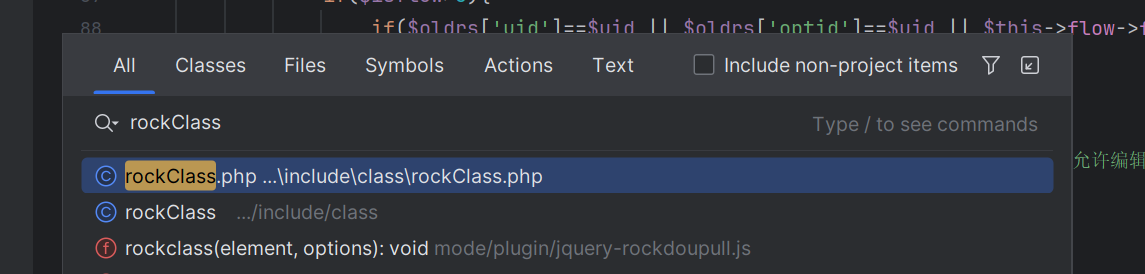 88
if($oldrs['uid']==$uid || $oldrs['optid']==$uid || $this->flow->f
All Classes Files Symbols Actions Text Include non-project items
rockClass Type / to see commands
rockClass.php ...\include\class\rockClass.php
允许编辑
rockClass .../include/class
rockclass(element, options): void mode/plugin/jquery-rockdoupull.js